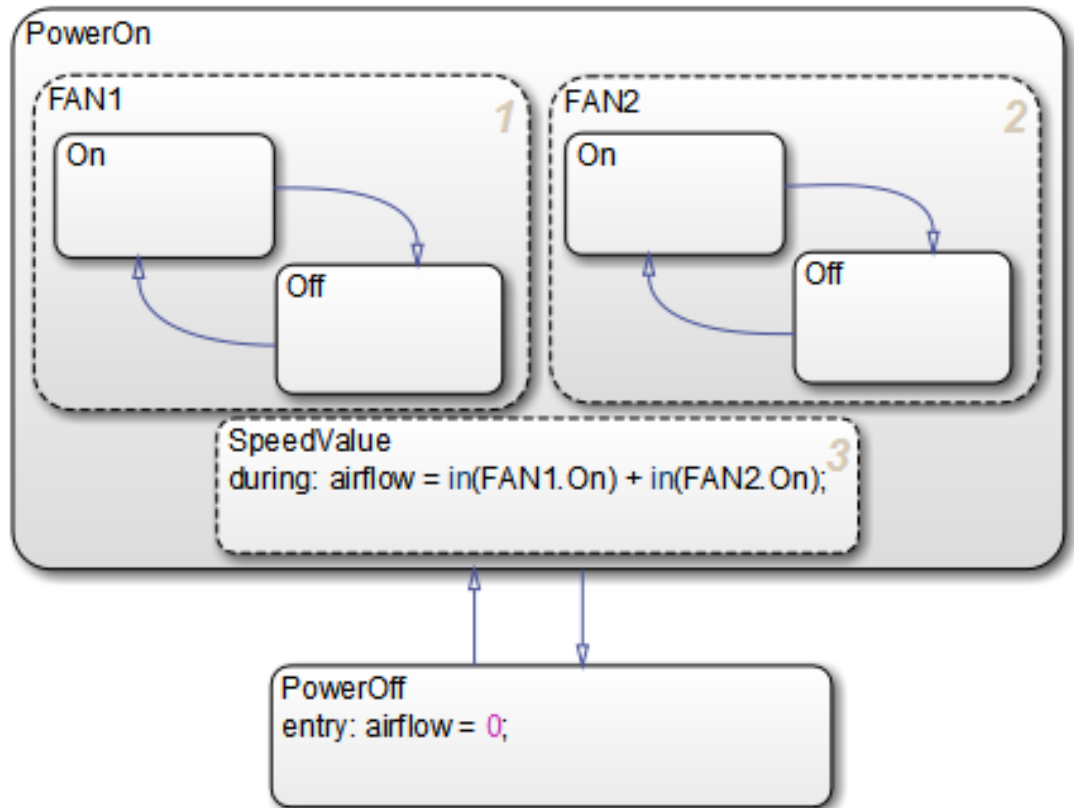 PowerOn
FAN1
1
On
Off
FAN2
2
On
Off
SpeedValue
3
during: airflow = in(FAN1.On) + in(FAN2.On);
PowerOff
entry: airflow = 0;